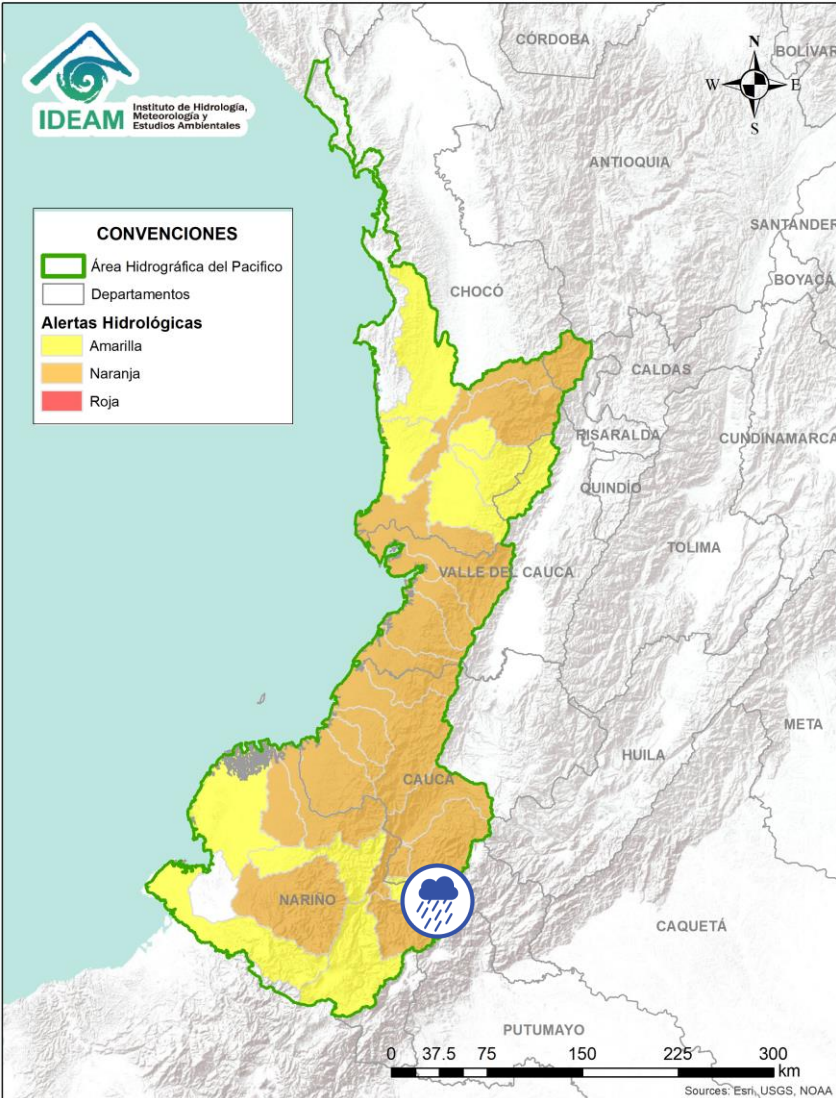 IDEAM
Instituto de Hidrología,
Meteorología y
Estudios Ambientales
CONVENCIONES
Área Hidrográfica del Pacifico
Departamentos
Alertas Hidrológicas
Amarilla
Naranja
Roja
N
W
E
S
CÓRDOBA
BOLÍVAR
ANTIOQUIA
SANTANDER
BOYACÁ
CHOCÓ
CALDAS
RISARALDA
CUNDINAMARCA
QUINDÍO
TOLIMA
VALLE DEL CAUCA
META
HUILA
CAUCA
NARIÑO
CAQUETÁ
PUTUMAYO
0 37.5 75 150 225 300
km
Sources: Esri, USGS, NOAA